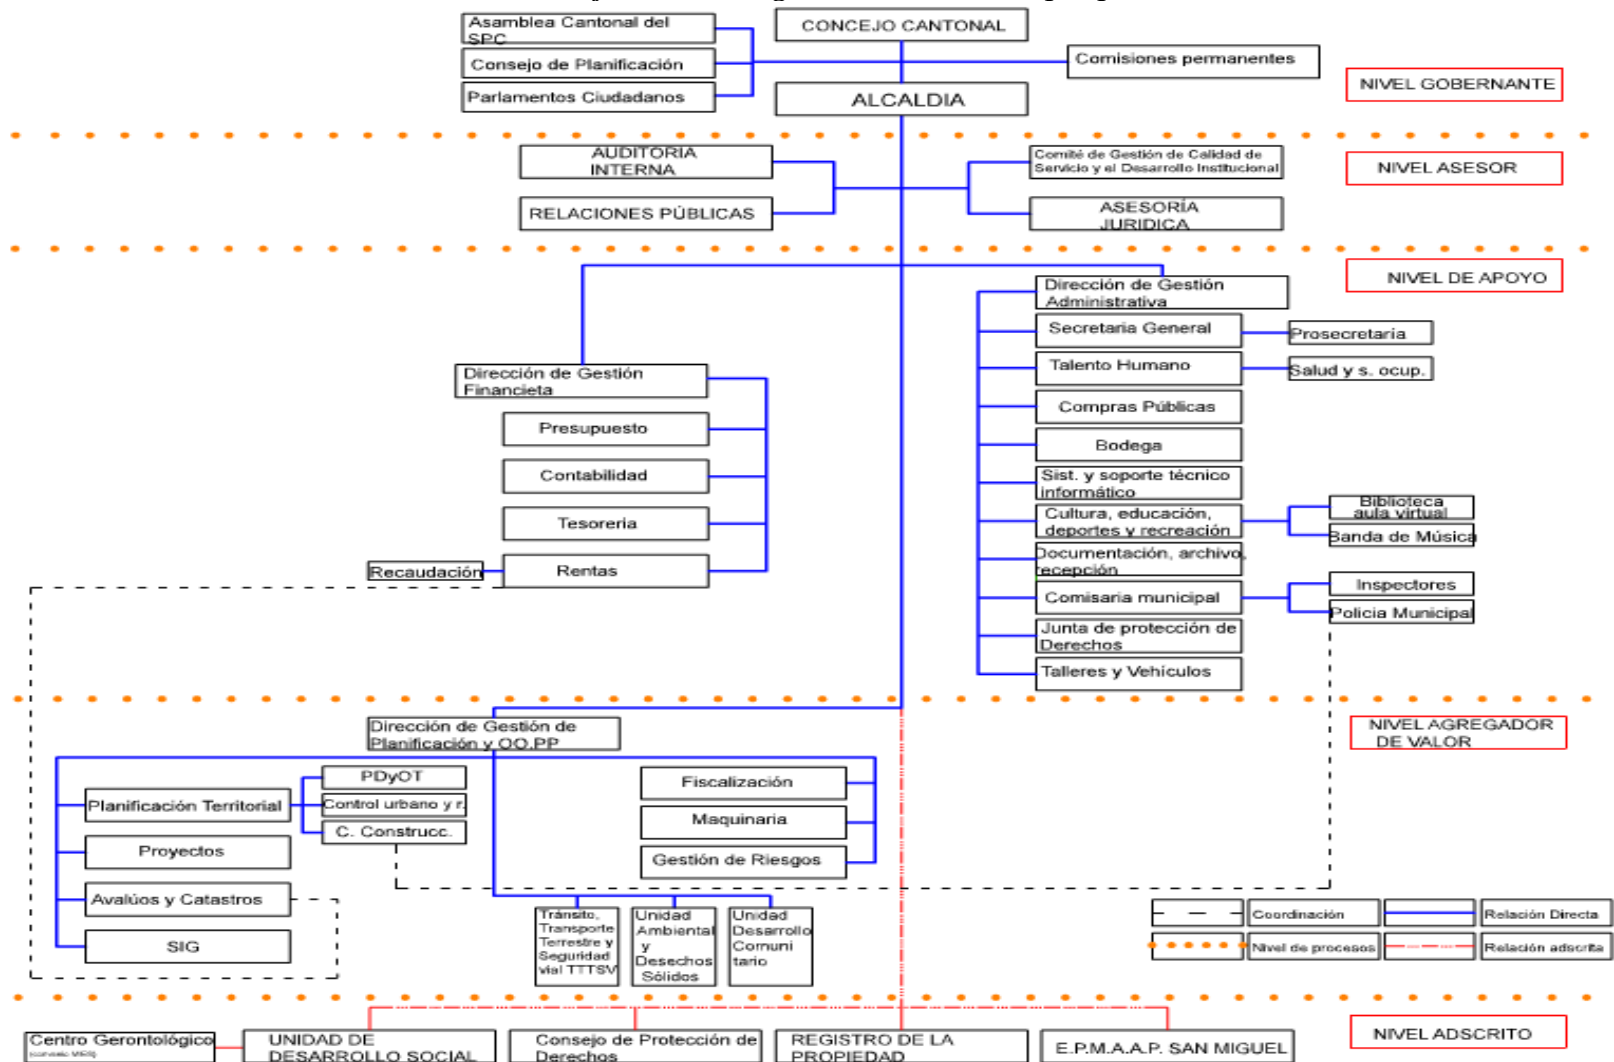 Asamblea Cantonal del
SPC
CONCEJO CANTONAL
Consejo de Planificación
Comisiones permanentes
Parlamentos Ciudadanos
ALCALDIA
NIVEL GOBERNANTE
AUDITORIA
INTERNA
Comité de Gestión de Calidad de
Servicio y el Desarrollo Institucional
NIVEL ASESOR
RELACIONES PÚBLICAS
ASESORÍA
JURIDICA
NIVEL DE APOYO
Dirección de Gestión
Administrativa
Secretaria General
Prosecretaria
Talento Humano
Salud y s. ocup.
Compras Públicas
Bodega
Sist. y soporte técnico
informático
Cultura, educación,
deportes y recreación
Biblioteca
aula virtual
Banda de Música
Documentación, archivo,
recepción
Comisaria municipal
Inspectores
Policia Municipal
Junta de protección de
Derechos
Talleres y Vehículos
Dirección de Gestión
Financieta
Presupuesto
Contabilidad
Tesoreria
Rentas
Recaudación
NIVEL AGREGADOR
DE VALOR
Dirección de Gestión de
Planificación y OO.PP
Planificación Territorial
PDyOT
Control urbano y r.
C. Construcc.
Proyectos
Avalúos y Catastros
SIG
Fiscalización
Maquinaria
Gestión de Riesgos
Tránsito,
Transporte
Terrestre y
Seguridad
vial TTTSV
Unidad
Ambiental
y
Desechos
Sólidos
Unidad
Desarrollo
Comuni
tario
Coordinación
Relación Directa
Nivel de procesos
Relación adscrita
NIVEL ADSCRITO
Centro Gerontológico
UNIDAD DE
DESARROLLO SOCIAL
Consejo de Protección de
Derechos
REGISTRO DE LA
PROPIEDAD
E.P.M.A.A.P. SAN MIGUEL